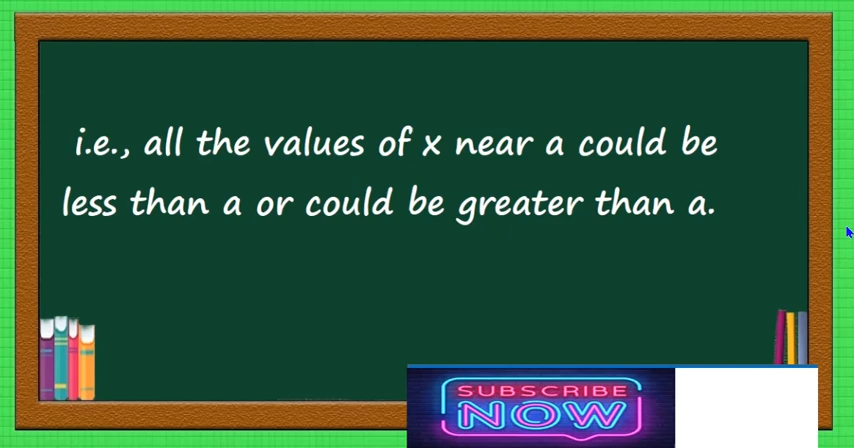 i.e., all the values of x near a could be
less than a or could be greater than a.
SUBSCRIBE
NOW